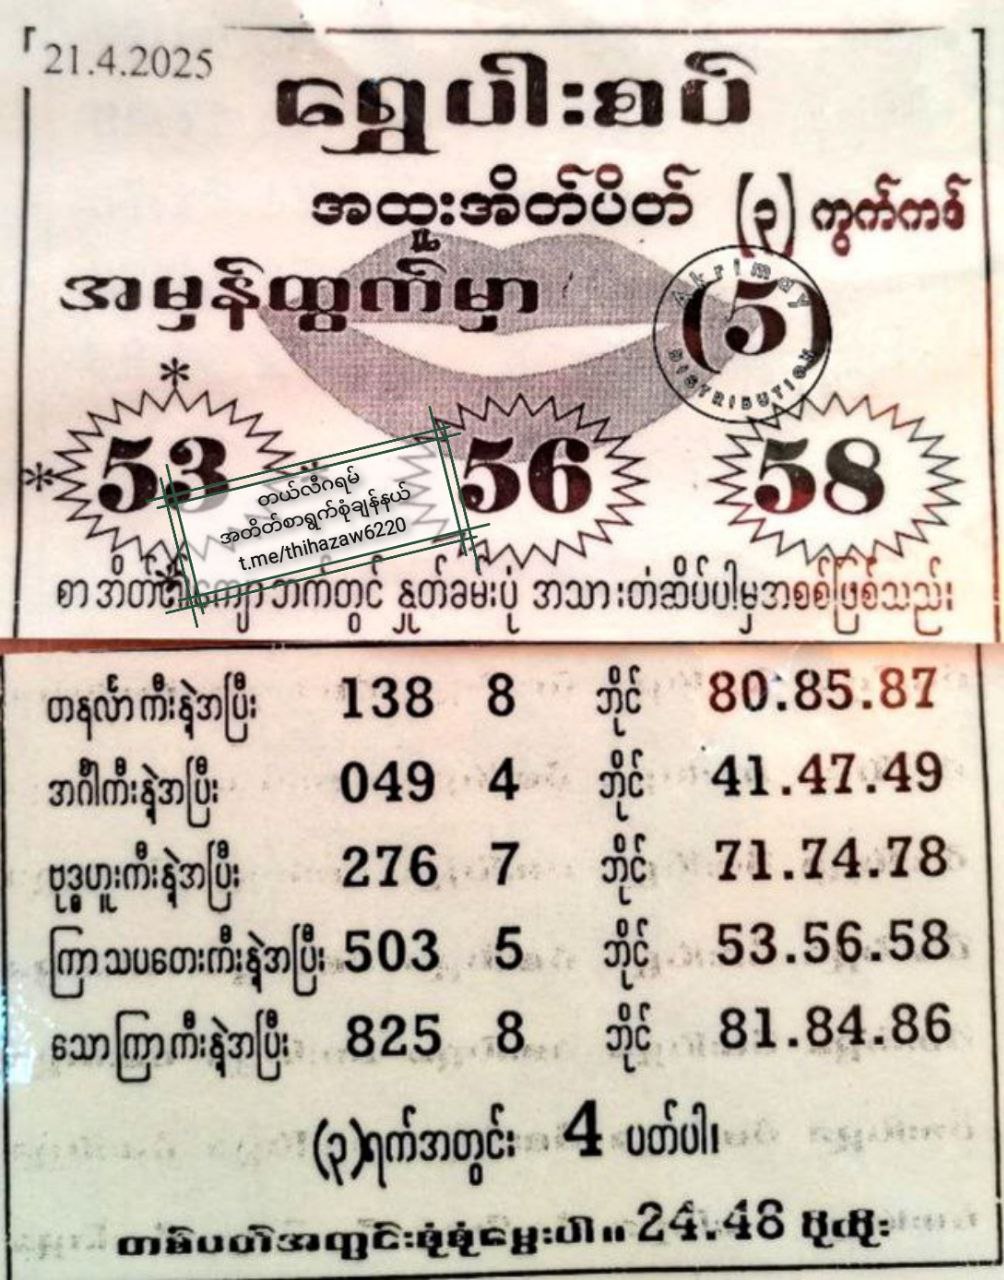 21.4.2025
ရွှေပါးစပ်
အထူးအိတ်ပိတ် (၃) ကွက်ကစ်
အမှန်ထွက်မှာ (5)
Akrimay
DISTRIBUTION
53 56 58
တယ်လီဂရမ်
အတိတ်စာရွက်စုံချန်နယ်
t.me/thihazaw6220
စာအိတ် ဘက်တွင် နှုတ်ခမ်းပုံ အသားတံဆိပ်ပါမှအစစ်ဖြစ်သည်း
တနင်္လာကီးနဲ့အပြီး 138 8 ဘိုင် 80.85.87
အင်္ဂါကီးနဲ့အပြီး 049 4 ဘိုင် 41.47.49
ဗုဒ္ဓဟူးကီးနဲ့အပြီး 276 7 ဘိုင် 71.74.78
ကြာသပတေးကီးနဲ့အပြီး 503 5 ဘိုင် 53.56.58
သောကြာကီးနဲ့အပြီး 825 8 ဘိုင် 81.84.86
(၃)ရက်အတွင်း 4 ပတ်ပါ၊
တစ်ပတ်အတွင်းစုံစုံမွှေးပါ။ 24.48 ဗိုလ်း